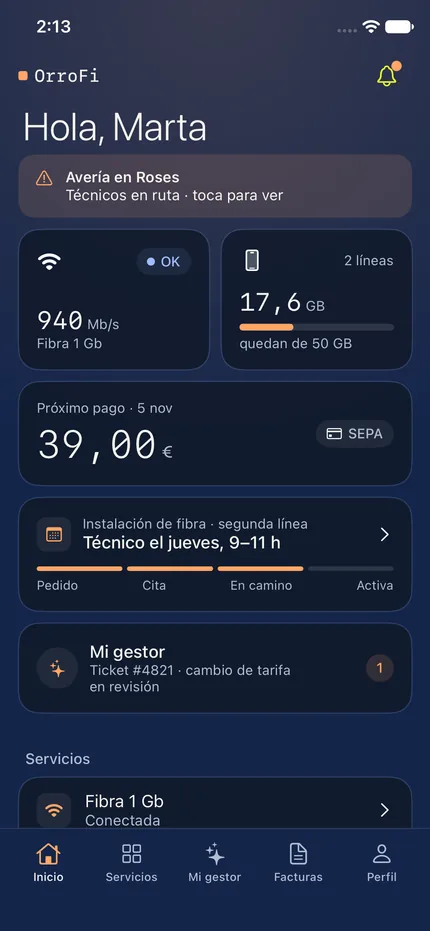 2:13
OrroFi
Hola, Marta
Avería en Roses
Técnicos en ruta · toca para ver
OK
940 Mb/s
Fibra 1 Gb
2 líneas
17,6 GB
quedan de 50 GB
Próximo pago · 5 nov
39,00 €
SEPA
Instalación de fibra · segunda línea
Técnico el jueves, 9–11 h
Pedido Cita En camino Activa
Mi gestor
Ticket #4821 · cambio de tarifa
en revisión
1
Servicios
Fibra 1 Gb
Conectada
Inicio Servicios Mi gestor Facturas Perfil